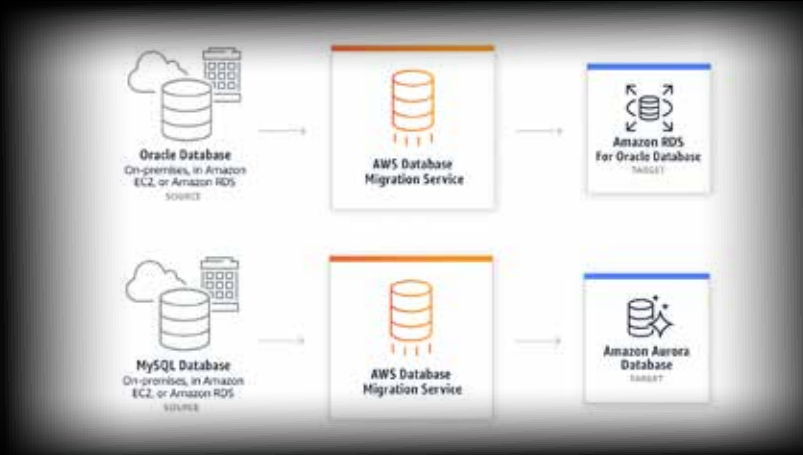 Oracle Database
On-premises, in Amazon
EC2, or Amazon RDS
SOURCE
AWS Database
Migration Service
Amazon RDS
For Oracle Database
TARGET
MySQL Database
On-premises, in Amazon
EC2, or Amazon RDS
SOURCE
AWS Database
Migration Service
Amazon Aurora
Database
TARGET